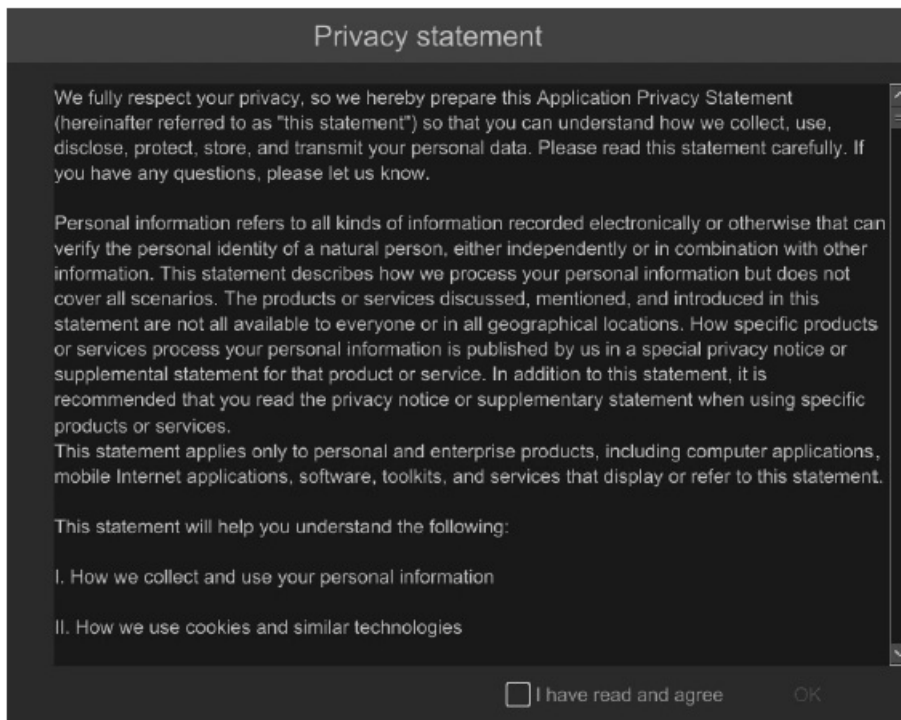 Privacy statement
We fully respect your privacy, so we hereby prepare this Application Privacy Statement
(hereinafter referred to as "this statement") so that you can understand how we collect, use,
disclose, protect, store, and transmit your personal data. Please read this statement carefully. If
you have any questions, please let us know.
Personal information refers to all kinds of information recorded electronically or otherwise that can
verify the personal identity of a natural person, either independently or in combination with other
information. This statement describes how we process your personal information but does not
cover all scenarios. The products or services discussed, mentioned, and introduced in this
statement are not all available to everyone or in all geographical locations. How specific products
or services process your personal information is published by us in a special privacy notice or
supplemental statement for that product or service. In addition to this statement, it is
recommended that you read the privacy notice or supplementary statement when using specific
products or services.
This statement applies only to personal and enterprise products, including computer applications,
mobile Internet applications, software, toolkits, and services that display or refer to this statement.
This statement will help you understand the following:
I. How we collect and use your personal information
II. How we use cookies and similar technologies
I have read and agree OK